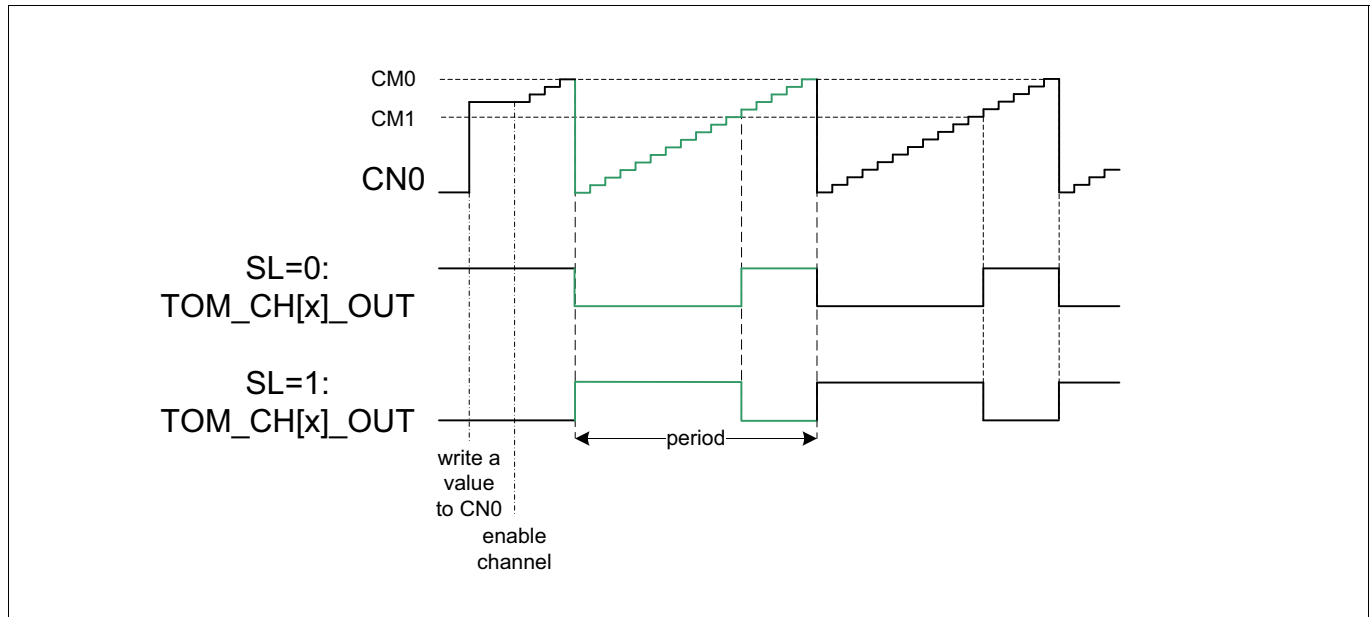 CM0
CM1
CN0
SL=0:
TOM_CH[x]_OUT
SL=1:
TOM_CH[x]_OUT
period
write a
value
to CN0
enable
channel